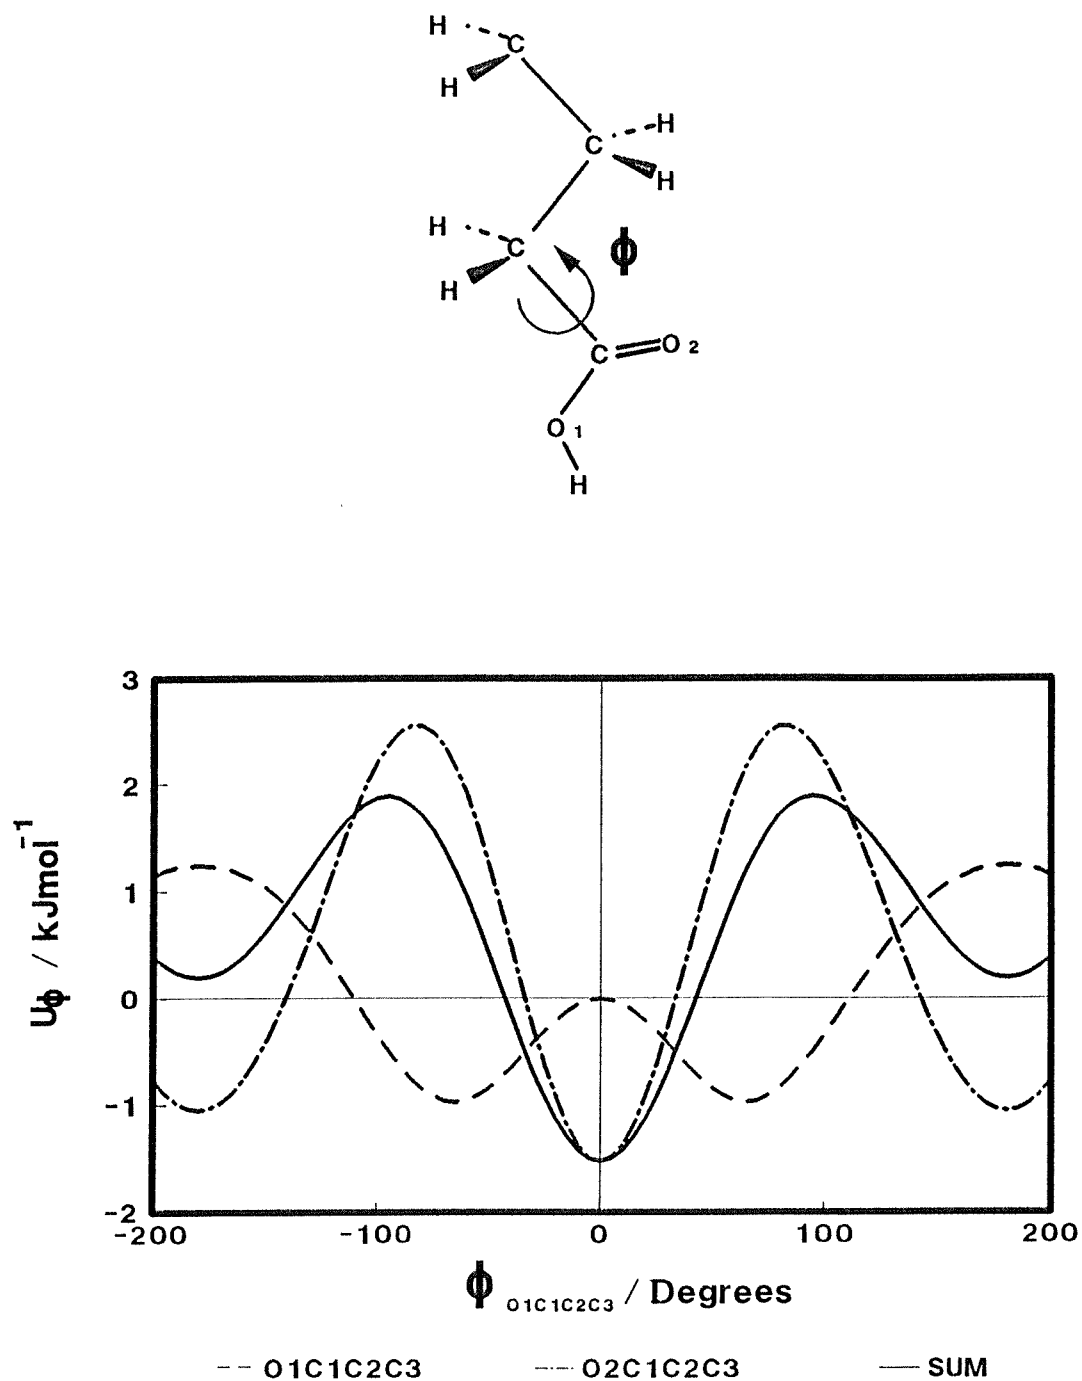 H C
H
C H
H
H C ϕ
H
C O 2
O 1
H
3
2
1
0
-1
-2
Uϕ / kJmol⁻¹
-200 -100 0 100 200
ϕ O1C1C2C3 / Degrees
O1C1C2C3 O2C1C2C3 SUM